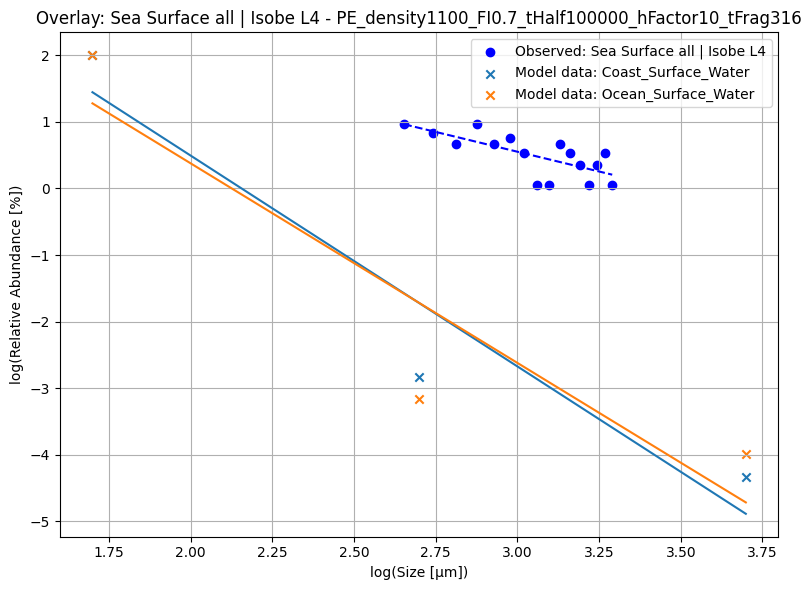 Overlay: Sea Surface all | Isobe L4 - PE_density1100_FI0.7_tHalf100000_hFactor10_tFrag316
Observed: Sea Surface all | Isobe L4
Model data: Coast_Surface_Water
Model data: Ocean_Surface_Water
log(Relative Abundance [%])
2
1
0
−1
−2
−3
−4
−5
1.75
2.00
2.25
2.50
2.75
3.00
3.25
3.50
3.75
log(Size [µm])